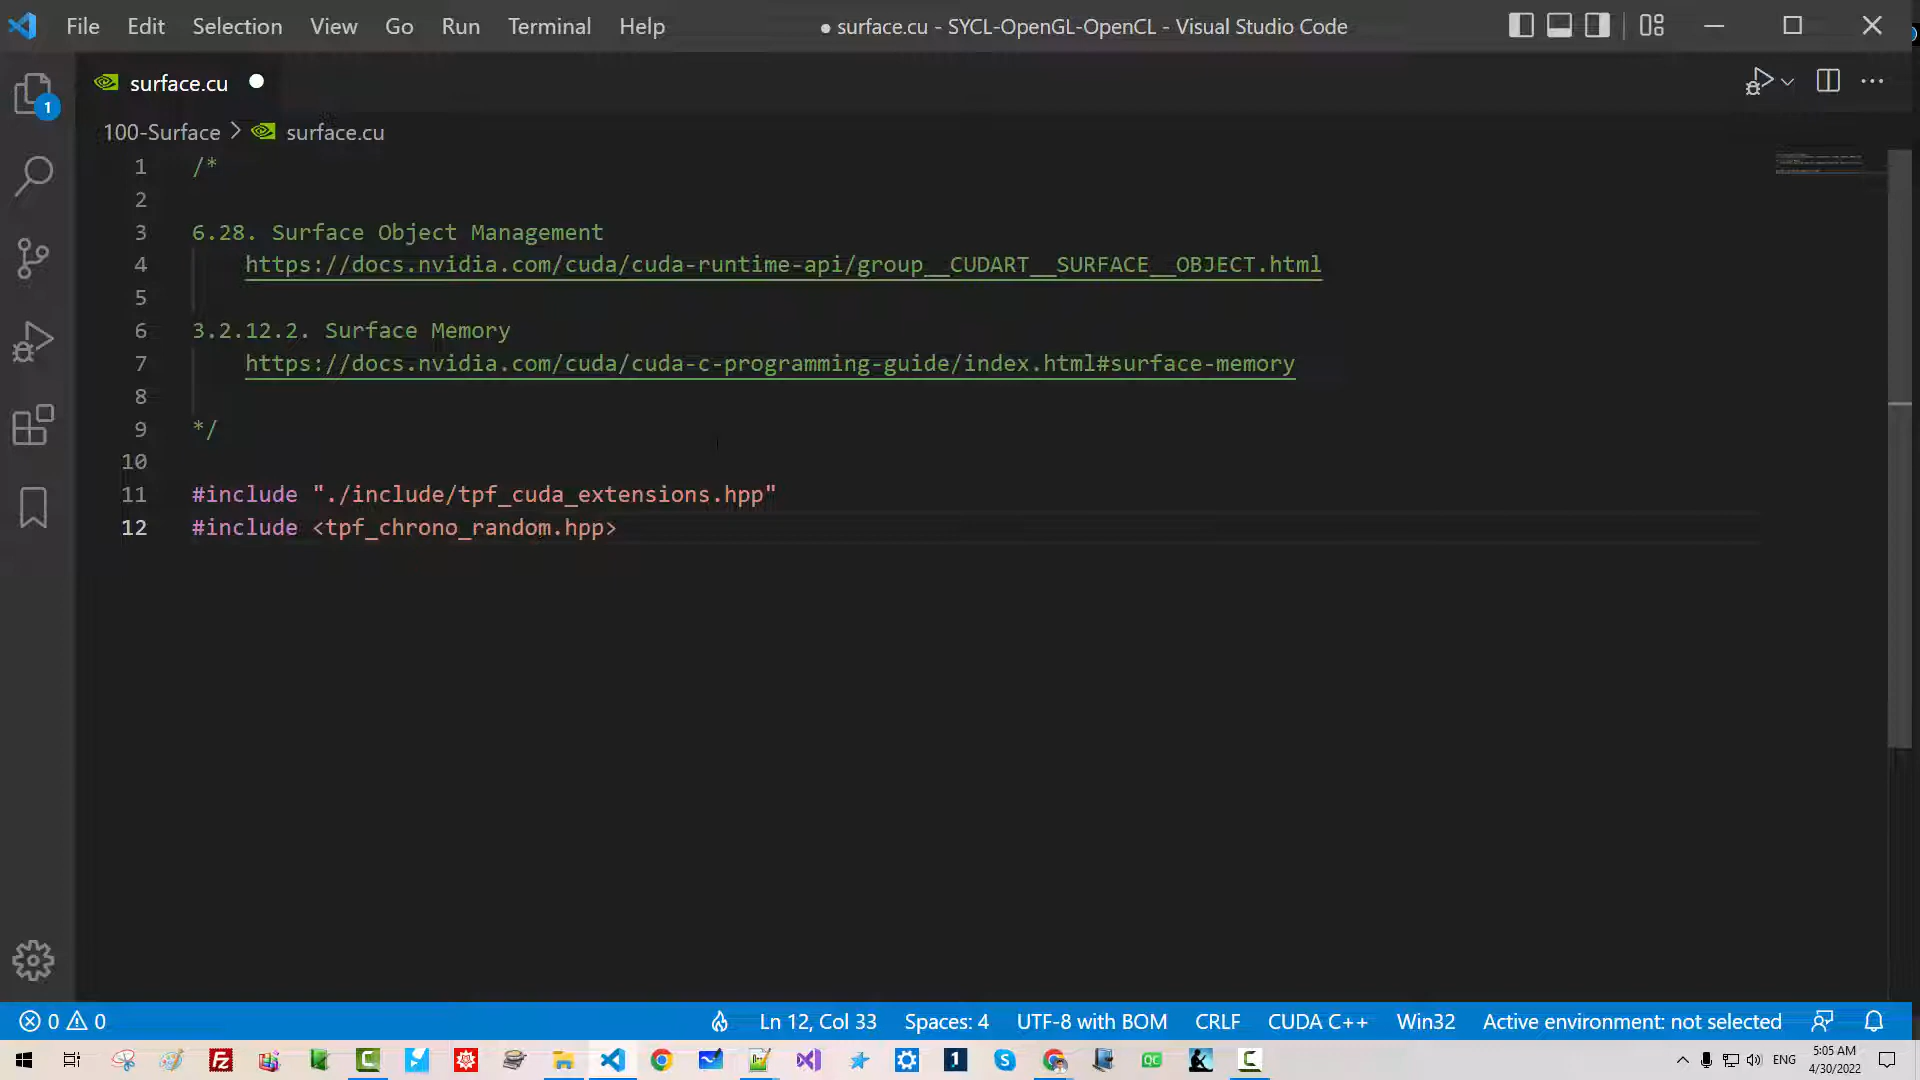 File Edit Selection View Go Run Terminal Help ● surface.cu - SYCL-OpenGL-OpenCL - Visual Studio Code
surface.cu
1
100-Surface > surface.cu
1 /*
2
3 6.28. Surface Object Management
4 https://docs.nvidia.com/cuda/cuda-runtime-api/group__CUDART__SURFACE__OBJECT.html
5
6 3.2.12.2. Surface Memory
7 https://docs.nvidia.com/cuda/cuda-c-programming-guide/index.html#surface-memory
8
9 */
10
11 #include "./include/tpf_cuda_extensions.hpp"
12 #include <tpf_chrono_random.hpp>
0 0 Ln 12, Col 33 Spaces: 4 UTF-8 with BOM CRLF CUDA C++ Win32 Active environment: not selected
ENG 5:05 AM
4/30/2022